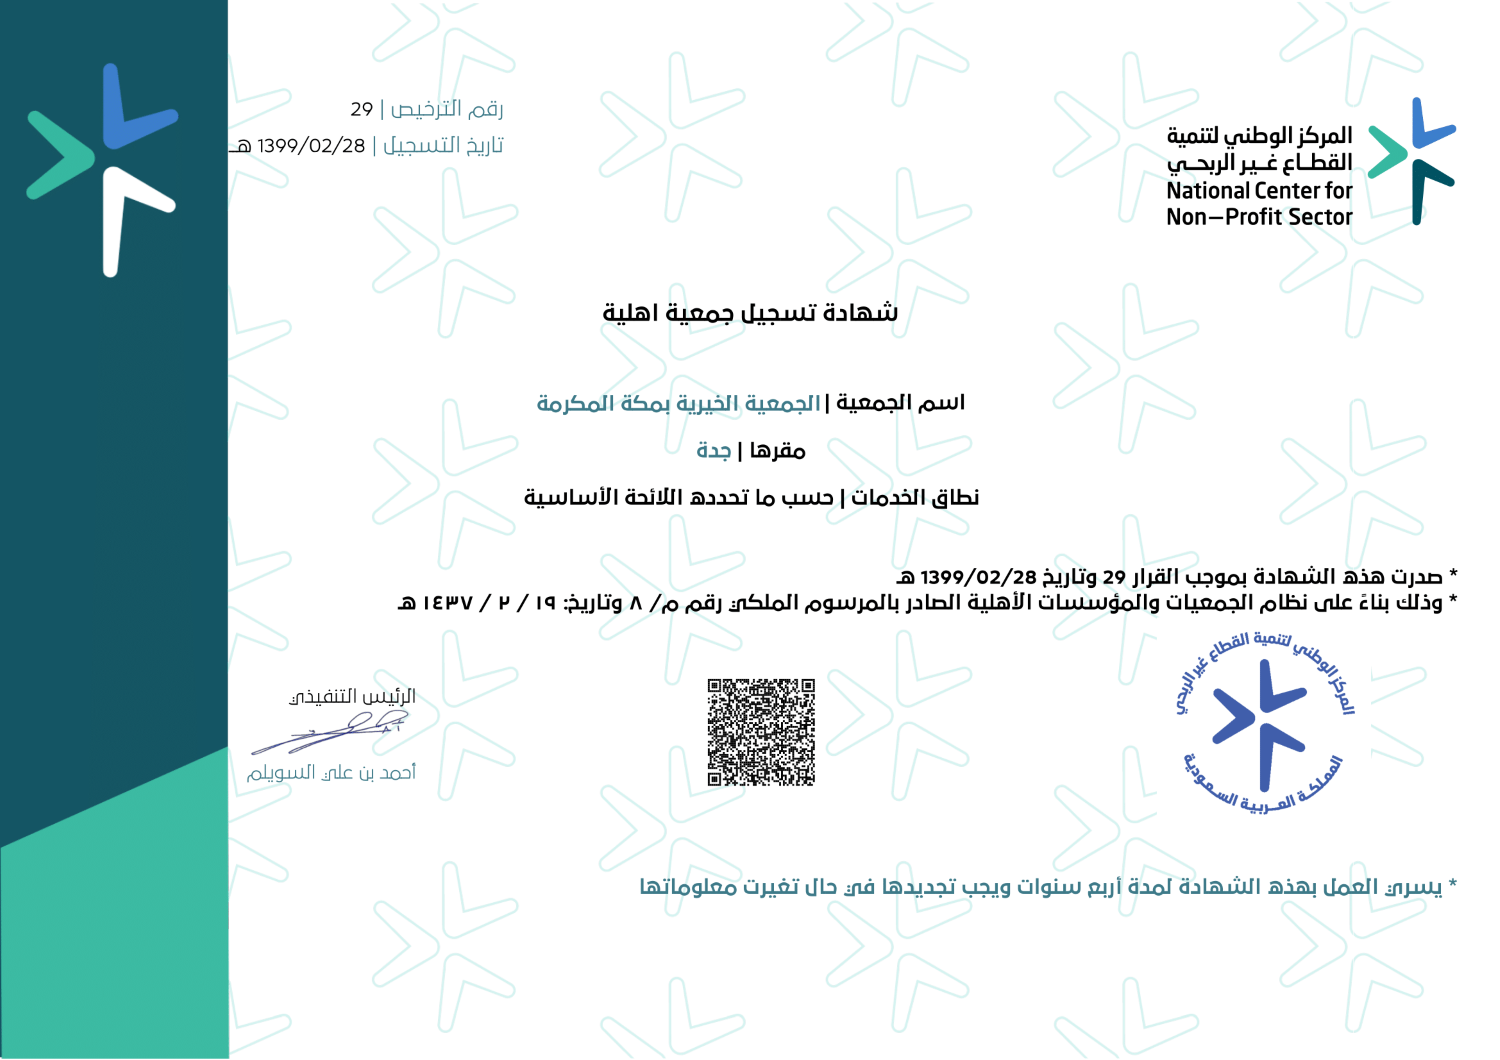 رقم الترخيص | 29
تاريخ التسجيل | 1399/02/28 هـ
المركز الوطني لتنمية
القطاع غير الربحي
National Center for
Non-Profit Sector
شهادة تسجيل جمعية اهلية
اسم الجمعية | الجمعية الخيرية بمكة المكرمة
مقرها | جدة
نطاق الخدمات | حسب ما تحدده اللائحة الأساسية
* صدرت هذه الشهادة بموجب القرار 29 وتاريخ 1399/02/28 هـ
* وذلك بناءً على نظام الجمعيات والمؤسسات الأهلية الصادر بالمرسوم الملكي رقم م/ ٨ وتاريخ: ١٩ / ٢ / ١٤٣٧ هـ
المركز الوطني لتنمية القطاع غير الربحي
المملكة العربية السعودية
الرئيس التنفيذي
أحمد بن علي السويلم
* يسري العمل بهذه الشهادة لمدة أربع سنوات ويجب تجديدها في حال تغيرت معلوماتها